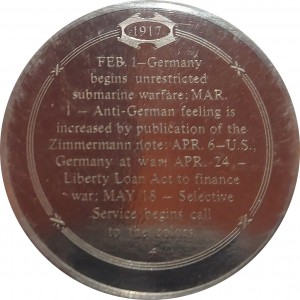 1917
FEB. 1—Germany
begins unrestricted
submarine warfare: MAR.
1 – Anti-German feeling is
increased by publication of the
Zimmermann note: APR. 6–U.S.,
Germany at war: APR. 24, –
Liberty Loan Act to finance
war: MAY 18 – Selective
Service begins call
to the colors.